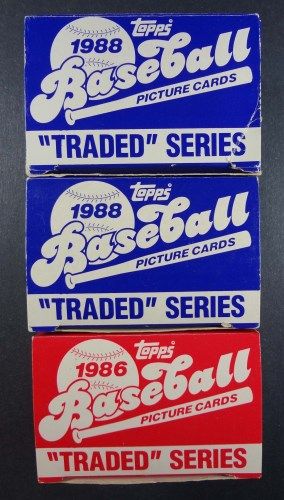 Topps
1988
Baseball
PICTURE CARDS
"TRADED" SERIES
Topps
1988
Baseball
PICTURE CARDS
"TRADED" SERIES
Topps
1986
Baseball
PICTURE CARDS
"TRADED" SERIES